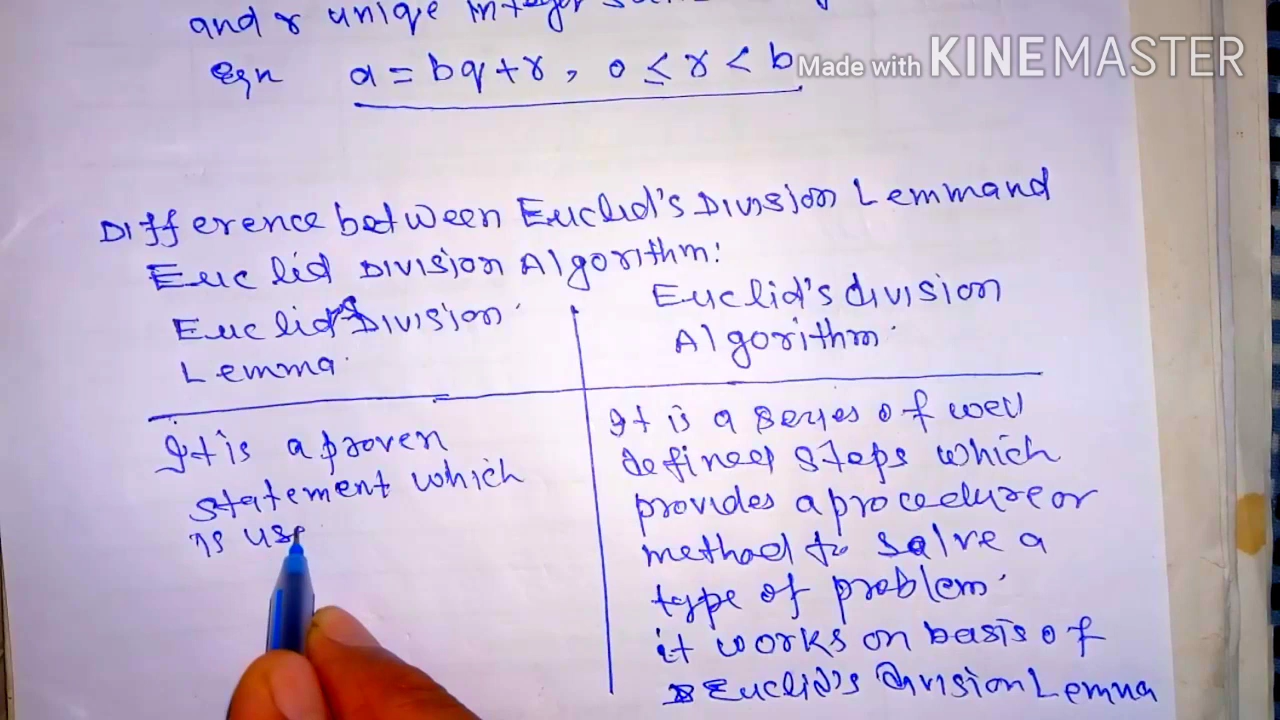 and r unique integer
Made with KINEMASTER
eqn a = bq + r, 0 ≤ r < b
Difference between Euclid's Division Lemmand
Euclid Division Algorithm:
Euclid's Division
Lemma.
Euclid's division
Algorithm.
It is a proven
statement which
is use
It is a series of well
defined steps which
provides a procedure or
method to solve a
type of problem.
it works on basis of
Euclid's division Lemma